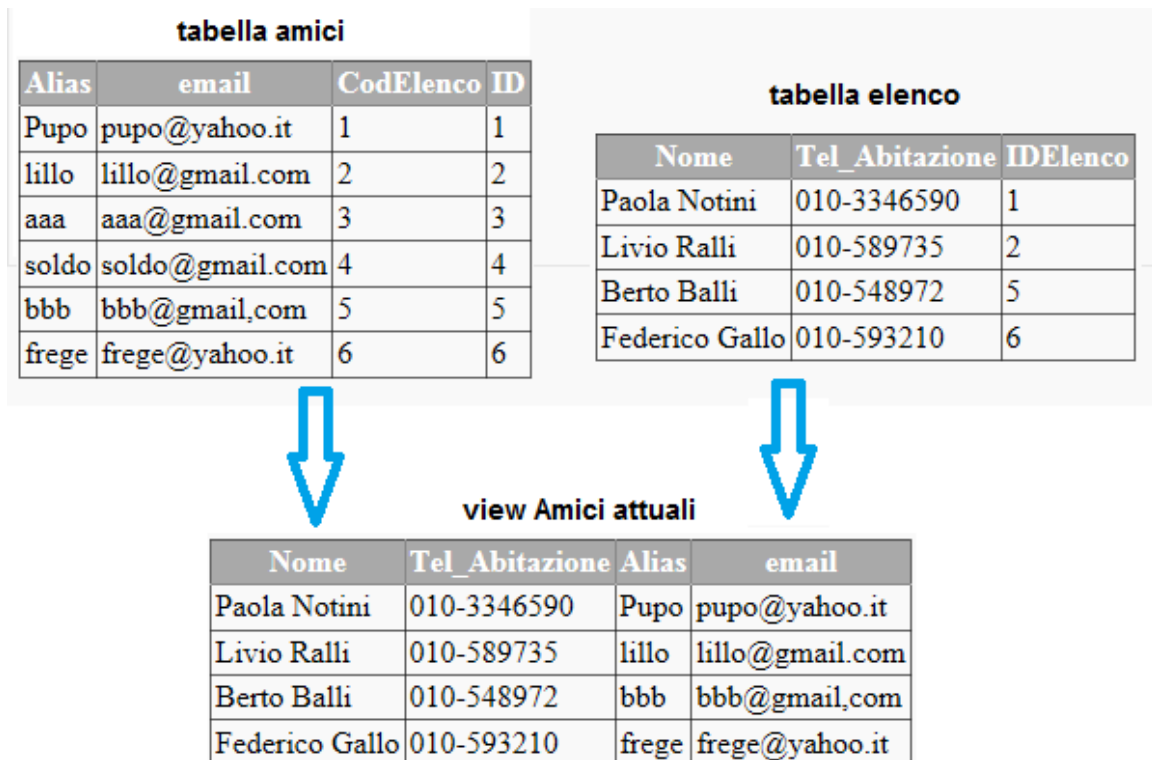 tabella amici
Alias email CodElenco ID
Pupo pupo@yahoo.it 1 1
lillo lillo@gmail.com 2 2
aaa aaa@gmail.com 3 3
soldo soldo@gmail.com 4 4
bbb bbb@gmail,com 5 5
frege frege@yahoo.it 6 6
tabella elenco
Nome Tel_Abitazione IDElenco
Paola Notini 010-3346590 1
Livio Ralli 010-589735 2
Berto Balli 010-548972 5
Federico Gallo 010-593210 6
view Amici attuali
Nome Tel_Abitazione Alias email
Paola Notini 010-3346590 Pupo pupo@yahoo.it
Livio Ralli 010-589735 lillo lillo@gmail.com
Berto Balli 010-548972 bbb bbb@gmail,com
Federico Gallo 010-593210 frege frege@yahoo.it